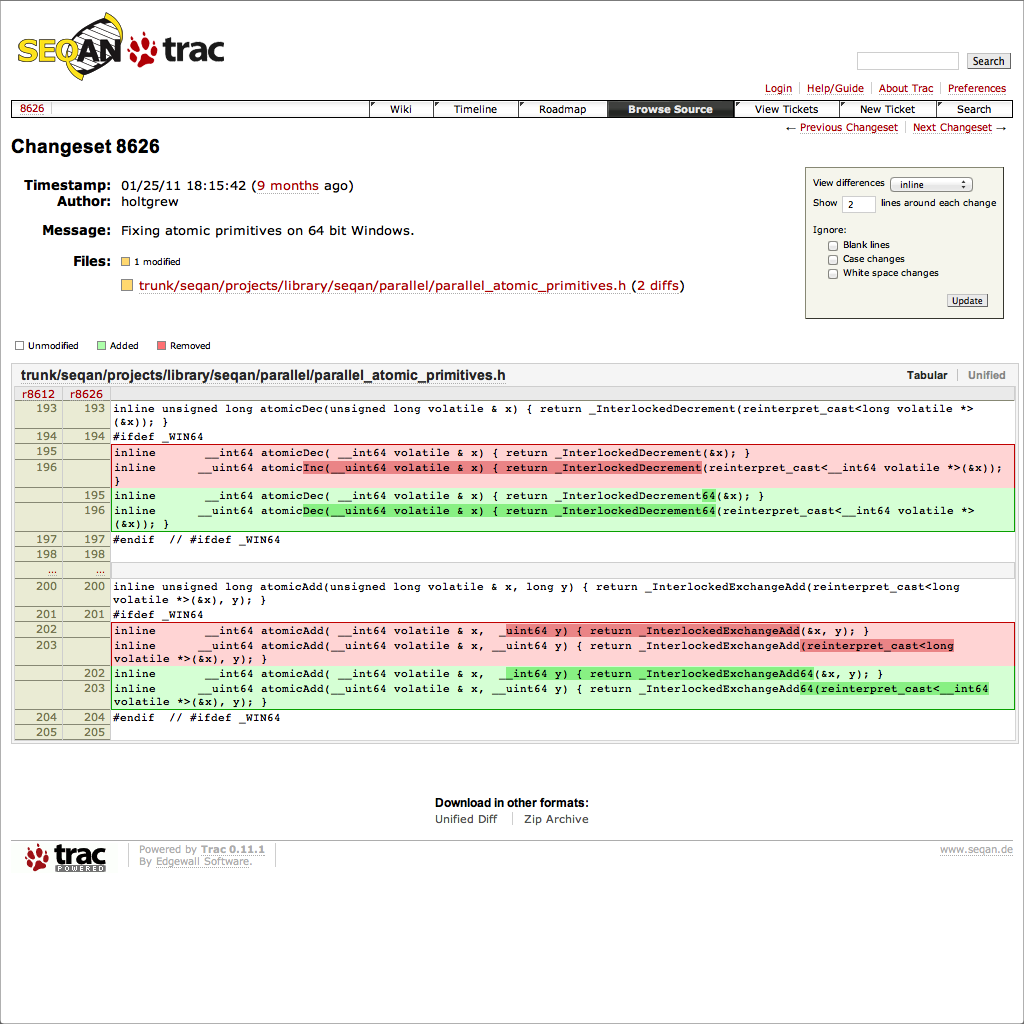 SEQAN trac
Search
Login Help/Guide About Trac Preferences
8626 Wiki Timeline Roadmap Browse Source View Tickets New Ticket Search
← Previous Changeset Next Changeset →
Changeset 8626
Timestamp: 01/25/11 18:15:42 (9 months ago)
Author: holtgrew
Message: Fixing atomic primitives on 64 bit Windows.
Files: 1 modified
trunk/seqan/projects/library/seqan/parallel/parallel_atomic_primitives.h (2 diffs)
View differences inline
Show 2 lines around each change
Ignore:
Blank lines
Case changes
White space changes
Update
Unmodified Added Removed
trunk/seqan/projects/library/seqan/parallel/parallel_atomic_primitives.h Tabular Unified
r8612 r8626
193 193 inline unsigned long atomicDec(unsigned long volatile & x) { return _InterlockedDecrement(reinterpret_cast<long volatile *>
(&x)); }
194 194 #ifdef _WIN64
195 inline __int64 atomicDec( __int64 volatile & x) { return _InterlockedDecrement(&x); }
196 inline __uint64 atomicInc(__uint64 volatile & x) { return _InterlockedDecrement(reinterpret_cast<__int64 volatile *>(&x));
}
195 inline __int64 atomicDec( __int64 volatile & x) { return _InterlockedDecrement64(&x); }
196 inline __uint64 atomicDec(__uint64 volatile & x) { return _InterlockedDecrement64(reinterpret_cast<__int64 volatile *>
(&x)); }
197 197 #endif // #ifdef _WIN64
198 198
... ...
200 200 inline unsigned long atomicAdd(unsigned long volatile & x, long y) { return _InterlockedExchangeAdd(reinterpret_cast<long
volatile *>(&x), y); }
201 201 #ifdef _WIN64
202 inline __int64 atomicAdd( __int64 volatile & x, _uint64 y) { return _InterlockedExchangeAdd(&x, y); }
203 inline __uint64 atomicAdd(__uint64 volatile & x, __uint64 y) { return _InterlockedExchangeAdd(reinterpret_cast<long
volatile *>(&x), y); }
202 inline __int64 atomicAdd( __int64 volatile & x, __int64 y) { return _InterlockedExchangeAdd64(&x, y); }
203 inline __uint64 atomicAdd(__uint64 volatile & x, __uint64 y) { return _InterlockedExchangeAdd64(reinterpret_cast<__int64
volatile *>(&x), y); }
204 204 #endif // #ifdef _WIN64
205 205
Download in other formats:
Unified Diff Zip Archive
trac POWERED
Powered by Trac 0.11.1
By Edgewall Software.
www.seqan.de